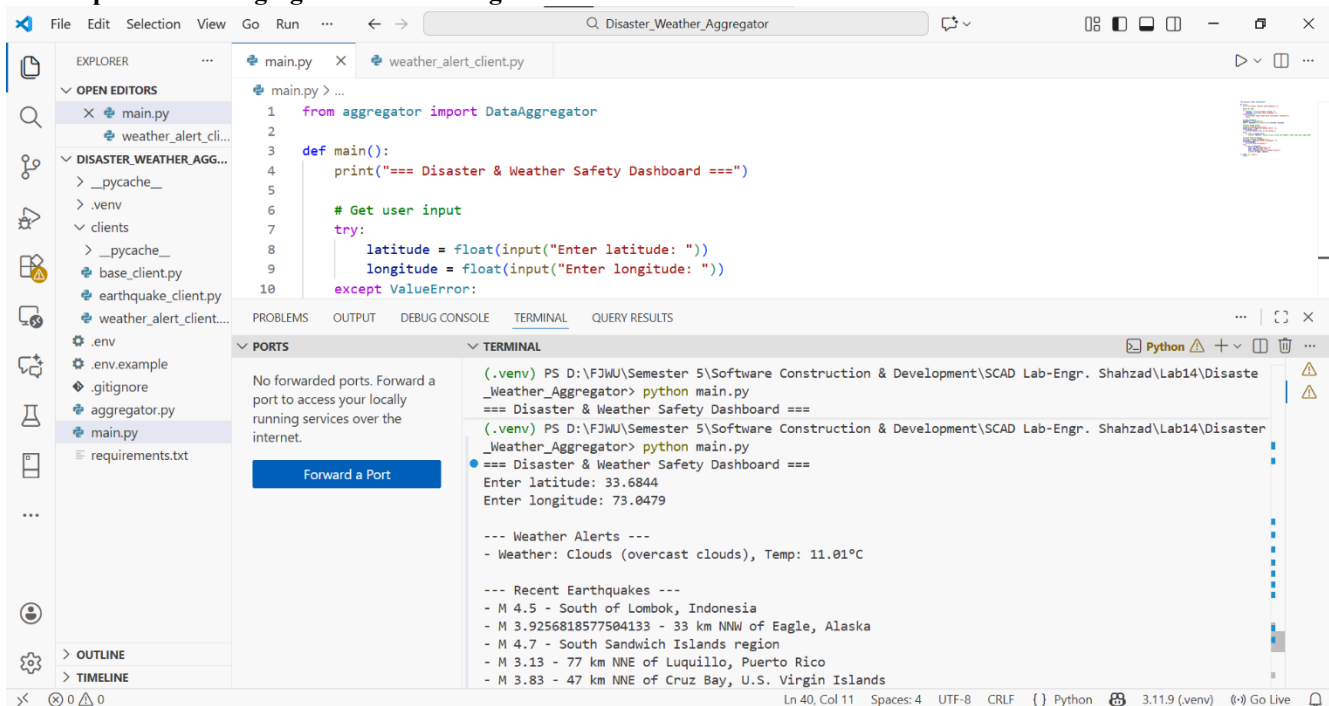 File Edit Selection View Go Run ... Disaster_Weather_Aggregator
EXPLORER ...
OPEN EDITORS
main.py
weather_alert_cli...
DISASTER_WEATHER_AGG...
__pycache__
.venv
clients
__pycache__
base_client.py
earthquake_client.py
weather_alert_client....
.env
.env.example
.gitignore
aggregator.py
main.py
requirements.txt
OUTLINE
TIMELINE
main.py weather_alert_client.py
main.py > ...
1 from aggregator import DataAggregator
2
3 def main():
4 print("=== Disaster & Weather Safety Dashboard ===")
5
6 # Get user input
7 try:
8 latitude = float(input("Enter latitude: "))
9 longitude = float(input("Enter longitude: "))
10 except ValueError:
PROBLEMS OUTPUT DEBUG CONSOLE TERMINAL QUERY RESULTS ...
PORTS
No forwarded ports. Forward a
port to access your locally
running services over the
internet.
Forward a Port
TERMINAL Python ...
(.venv) PS D:\FJWU\Semester 5\Software Construction & Development\SCAD Lab-Engr. Shahzad\Lab14\Disaste
_Weather_Aggregator> python main.py
=== Disaster & Weather Safety Dashboard ===
(.venv) PS D:\FJWU\Semester 5\Software Construction & Development\SCAD Lab-Engr. Shahzad\Lab14\Disaster
_Weather_Aggregator> python main.py
=== Disaster & Weather Safety Dashboard ===
Enter latitude: 33.6844
Enter longitude: 73.0479
--- Weather Alerts ---
- Weather: Clouds (overcast clouds), Temp: 11.01°C
--- Recent Earthquakes ---
- M 4.5 - South of Lombok, Indonesia
- M 3.9256818577504133 - 33 km NNW of Eagle, Alaska
- M 4.7 - South Sandwich Islands region
- M 3.13 - 77 km NNE of Luquillo, Puerto Rico
- M 3.83 - 47 km NNE of Cruz Bay, U.S. Virgin Islands
0 0 Ln 40, Col 11 Spaces: 4 UTF-8 CRLF { } Python 3.11.9 (.venv) Go Live